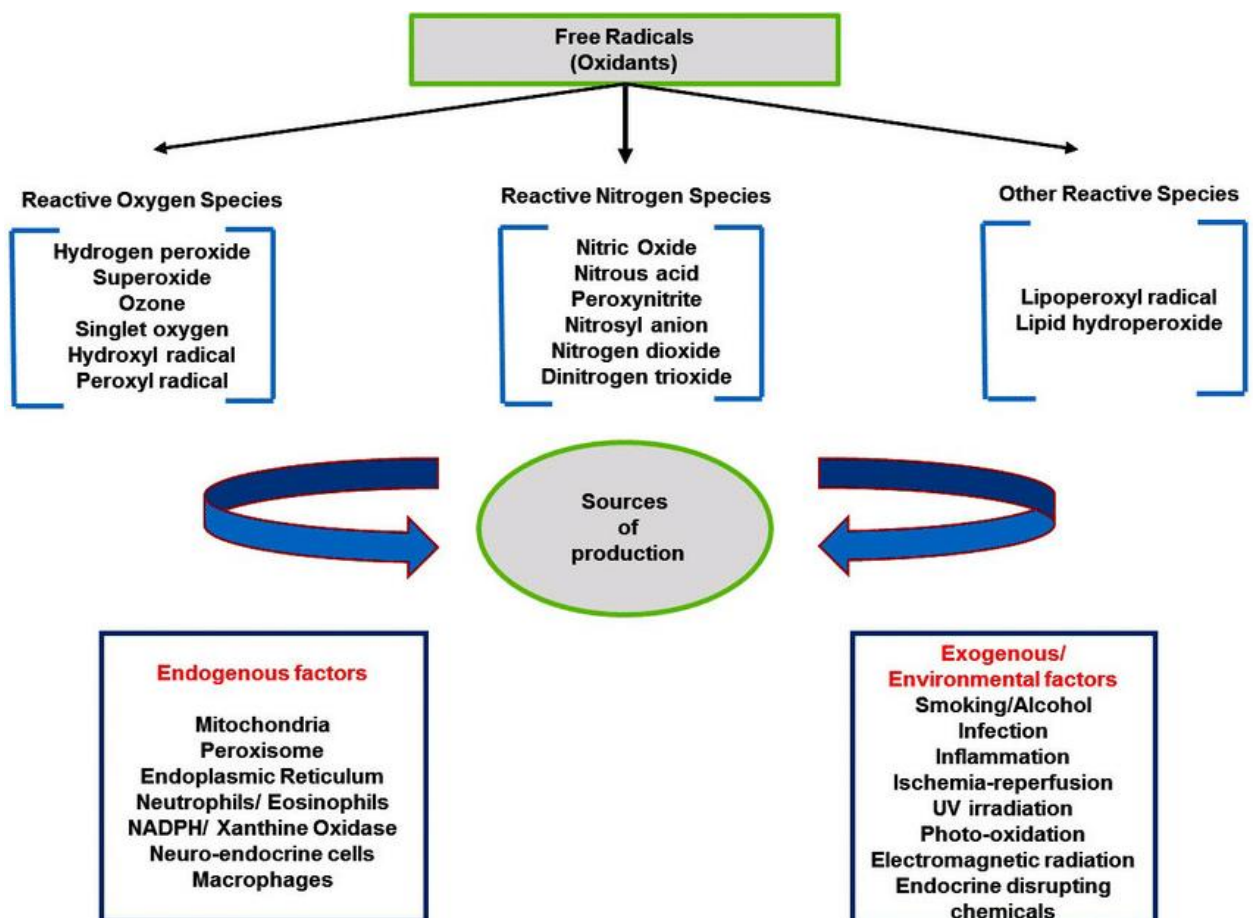 Free Radicals
(Oxidants)
Reactive Oxygen Species
Hydrogen peroxide
Superoxide
Ozone
Singlet oxygen
Hydroxyl radical
Peroxyl radical
Reactive Nitrogen Species
Nitric Oxide
Nitrous acid
Peroxynitrite
Nitrosyl anion
Nitrogen dioxide
Dinitrogen trioxide
Other Reactive Species
Lipoperoxyl radical
Lipid hydroperoxide
Sources
of
production
Endogenous factors
Mitochondria
Peroxisome
Endoplasmic Reticulum
Neutrophils/ Eosinophils
NADPH/ Xanthine Oxidase
Neuro-endocrine cells
Macrophages
Exogenous/
Environmental factors
Smoking/Alcohol
Infection
Inflammation
Ischemia-reperfusion
UV irradiation
Photo-oxidation
Electromagnetic radiation
Endocrine disrupting
chemicals